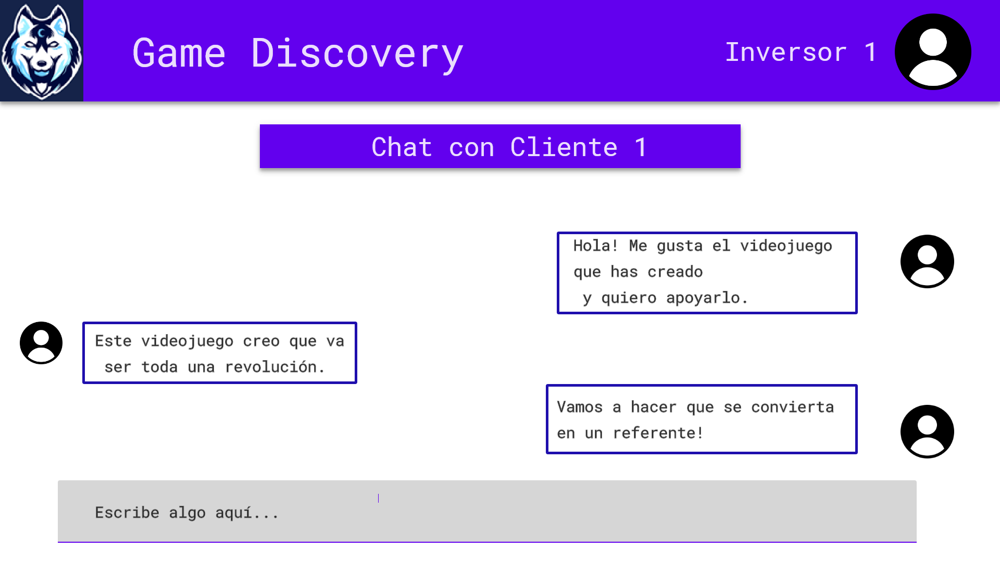 Game Discovery
Inversor 1
Chat con Cliente 1
Hola! Me gusta el videojuego
que has creado
y quiero apoyarlo.
Este videojuego creo que va
ser toda una revolución.
Vamos a hacer que se convierta
en un referente!
Escribe algo aquí...